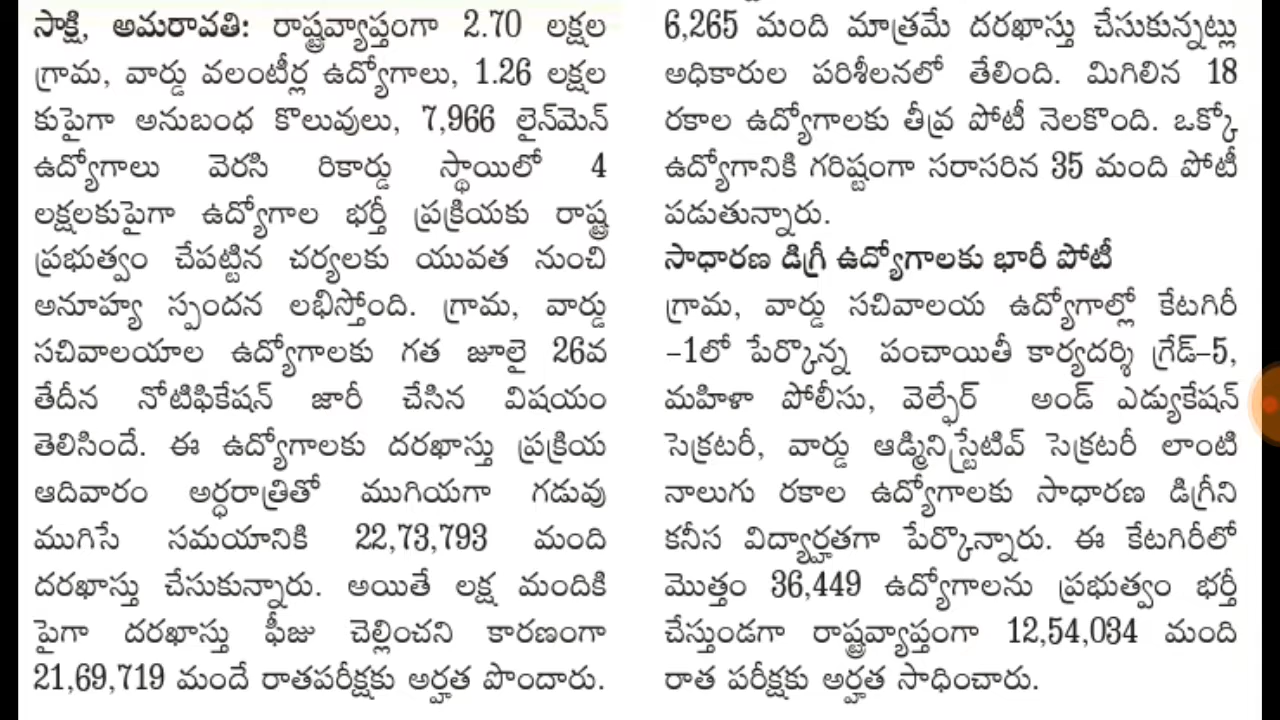 సాక్షి, అమరావతి: రాష్ట్రవ్యాప్తంగా 2.70 లక్షల
గ్రామ, వార్డు వలంటీర్ల ఉద్యోగాలు, 1.26 లక్షల
కుపైగా అనుబంధ కొలువులు, 7,966 లైన్‌మెన్
ఉద్యోగాలు వెరసి రికార్డు స్థాయిలో 4
లక్షలకుపైగా ఉద్యోగాల భర్తీ ప్రక్రియకు రాష్ట్ర
ప్రభుత్వం చేపట్టిన చర్యలకు యువత నుంచి
అనూహ్య స్పందన లభిస్తోంది. గ్రామ, వార్డు
సచివాలయాల ఉద్యోగాలకు గత జూలై 26వ
తేదీన నోటిఫికేషన్ జారీ చేసిన విషయం
తెలిసిందే. ఈ ఉద్యోగాలకు దరఖాస్తు ప్రక్రియ
ఆదివారం అర్ధరాత్రితో ముగియగా గడువు
ముగిసే సమయానికి 22,73,793 మంది
దరఖాస్తు చేసుకున్నారు. అయితే లక్ష మందికి
పైగా దరఖాస్తు ఫీజు చెల్లించని కారణంగా
21,69,719 మందే రాతపరీక్షకు అర్హత పొందారు.
6,265 మంది మాత్రమే దరఖాస్తు చేసుకున్నట్లు
అధికారుల పరిశీలనలో తేలింది. మిగిలిన 18
రకాల ఉద్యోగాలకు తీవ్ర పోటీ నెలకొంది. ఒక్కో
ఉద్యోగానికి గరిష్టంగా సరాసరిన 35 మంది పోటీ
పడుతున్నారు.
సాధారణ డిగ్రీ ఉద్యోగాలకు భారీ పోటీ
గ్రామ, వార్డు సచివాలయ ఉద్యోగాల్లో కేటగిరీ
–1లో పేర్కొన్న పంచాయితీ కార్యదర్శి గ్రేడ్–5,
మహిళా పోలీసు, వెల్ఫేర్ అండ్ ఎడ్యుకేషన్
సెక్రటరీ, వార్డు ఆడ్మినిస్ట్రేటివ్ సెక్రటరీ లాంటి
నాలుగు రకాల ఉద్యోగాలకు సాధారణ డిగ్రీని
కనీస విద్యార్హతగా పేర్కొన్నారు. ఈ కేటగిరీలో
మొత్తం 36,449 ఉద్యోగాలను ప్రభుత్వం భర్తీ
చేస్తుండగా రాష్ట్రవ్యాప్తంగా 12,54,034 మంది
రాత పరీక్షకు అర్హత సాధించారు.